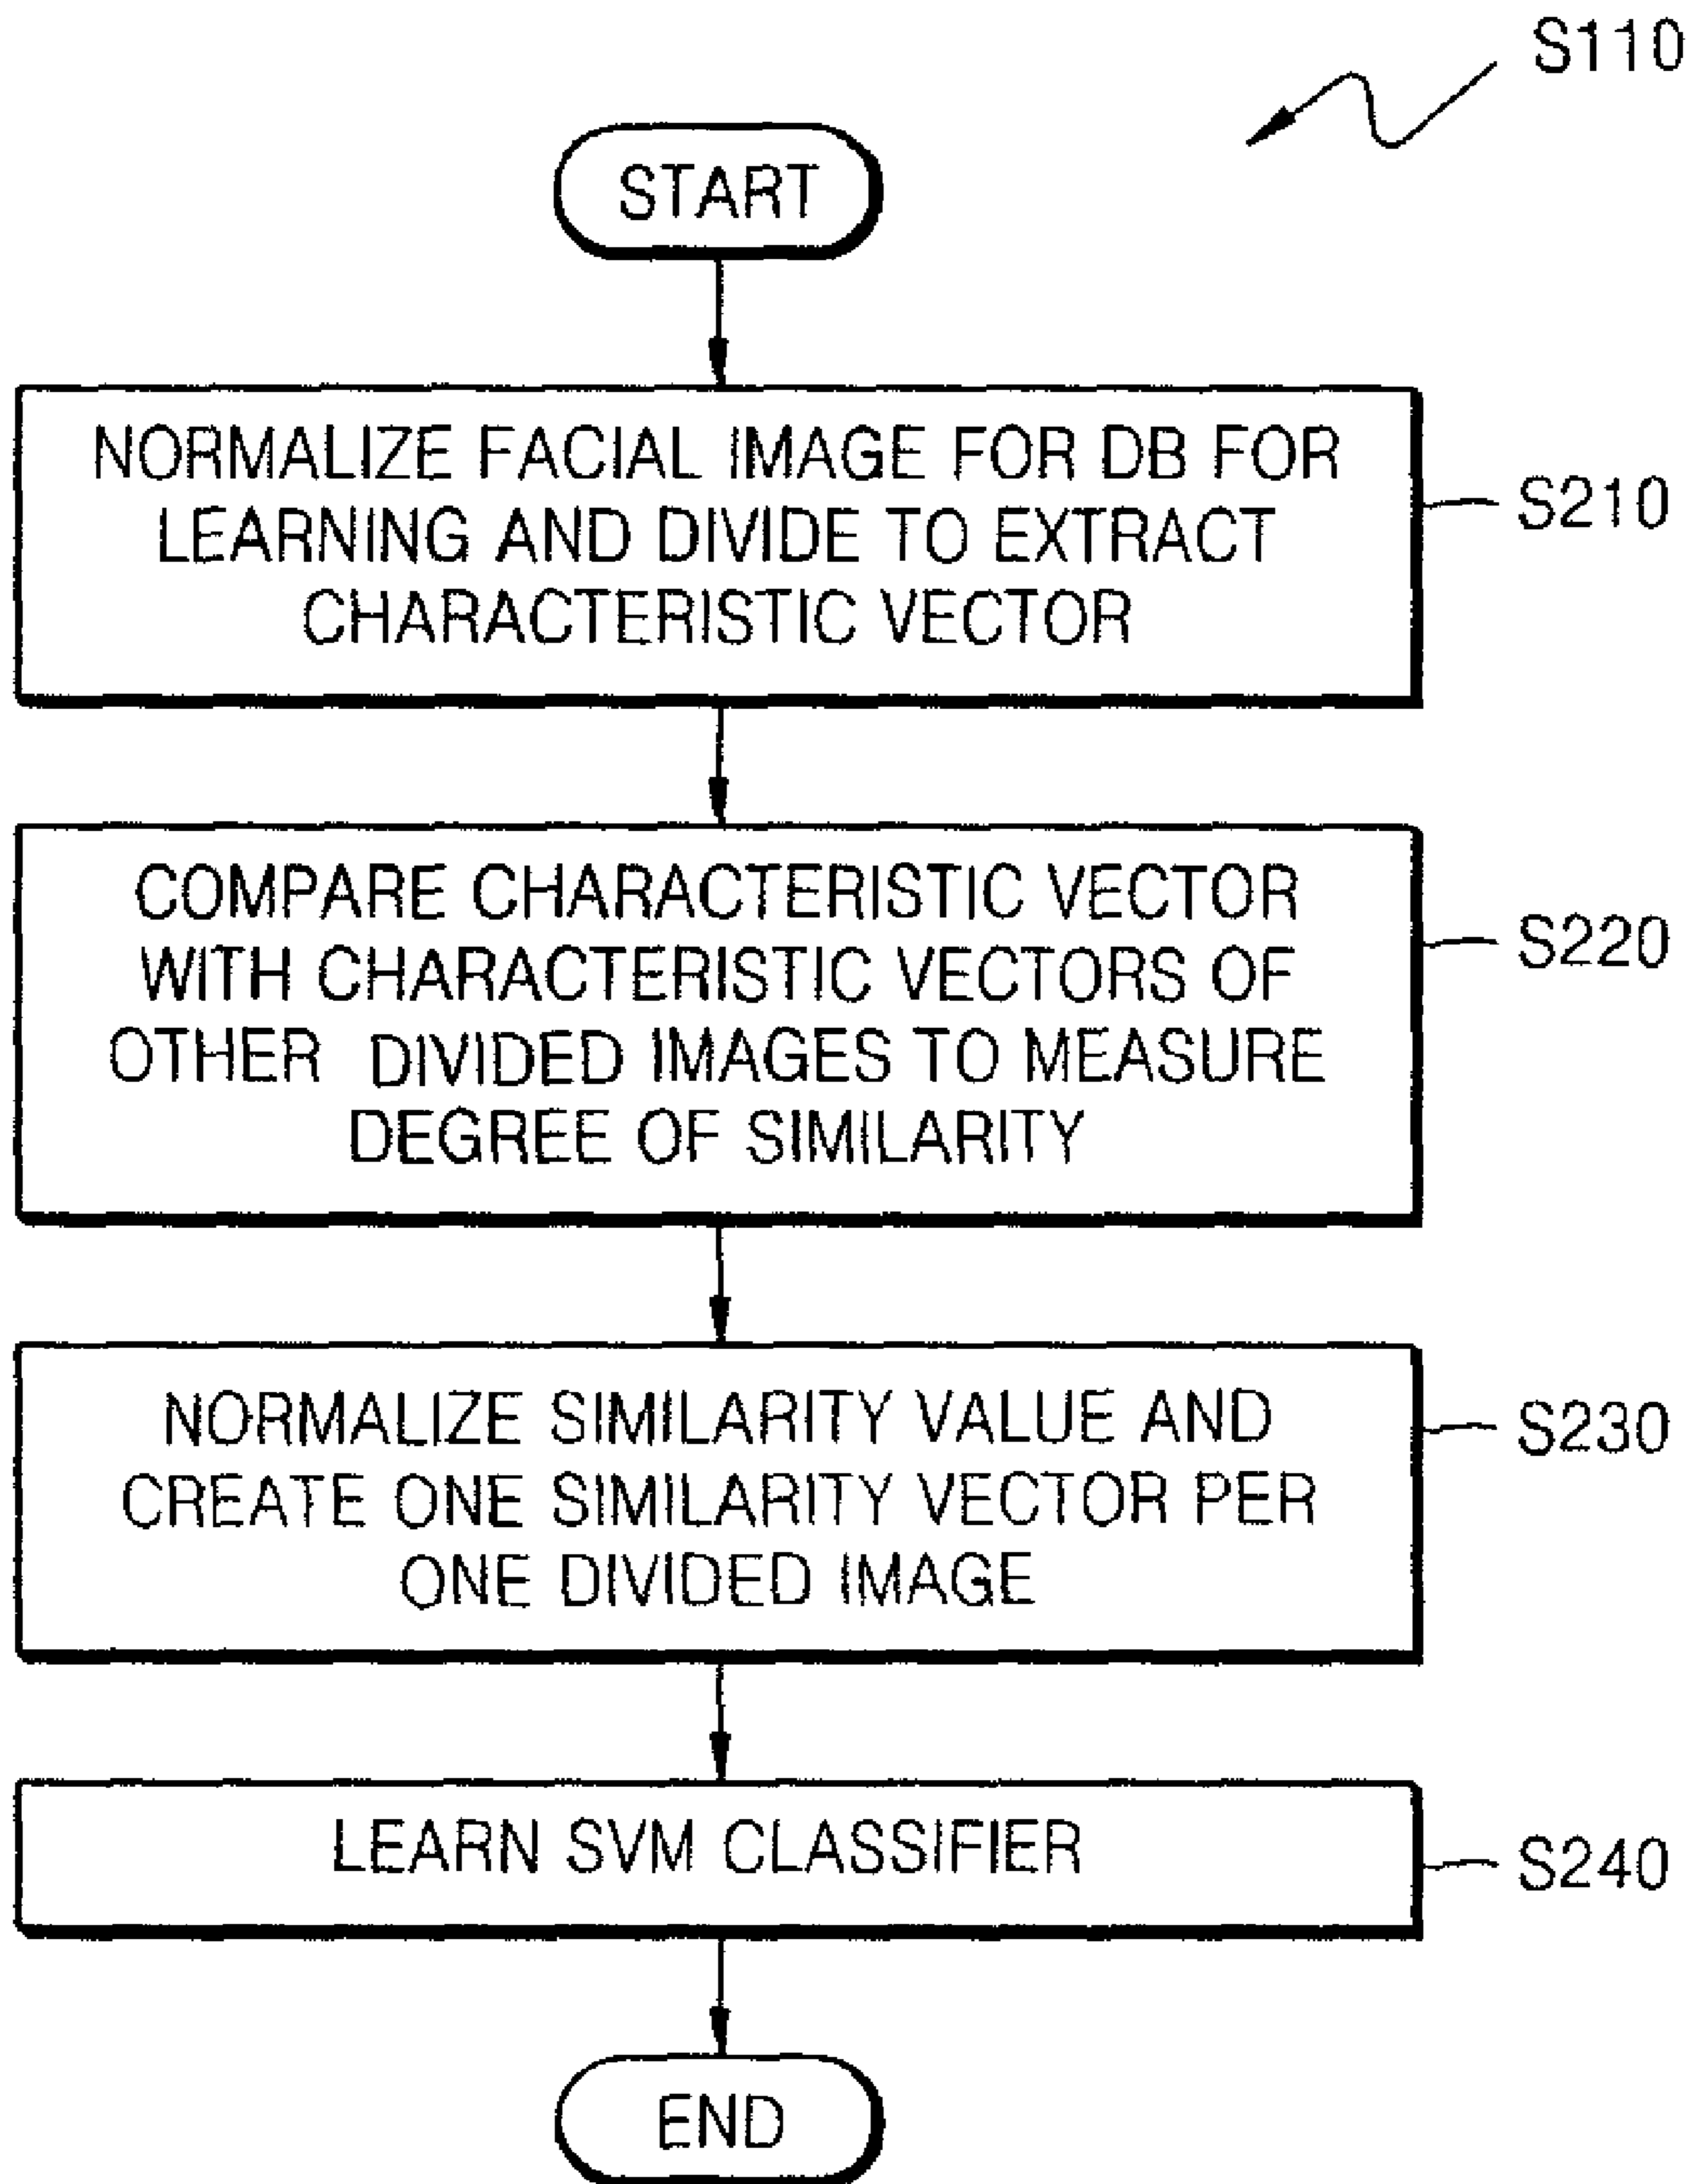 S110
START
NORMALIZE FACIAL IMAGE FOR DB FOR
LEARNING AND DIVIDE TO EXTRACT
CHARACTERISTIC VECTOR
S210
COMPARE CHARACTERISTIC VECTOR
WITH CHARACTERISTIC VECTORS OF
OTHER DIVIDED IMAGES TO MEASURE
DEGREE OF SIMILARITY
S220
NORMALIZE SIMILARITY VALUE AND
CREATE ONE SIMILARITY VECTOR PER
ONE DIVIDED IMAGE
S230
LEARN SVM CLASSIFIER
S240
END